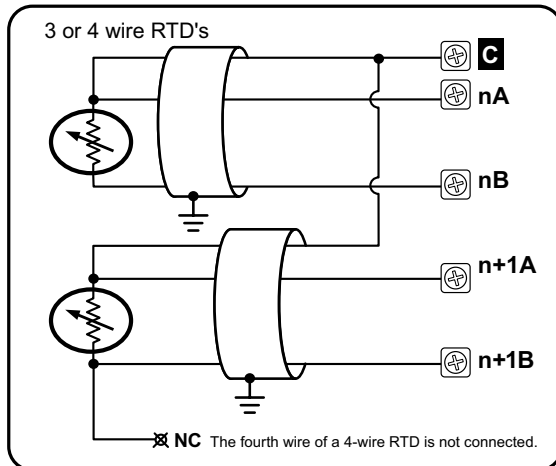 3 or 4 wire RTD's
C
nA
nB
n+1A
n+1B
NC The fourth wire of a 4-wire RTD is not connected.